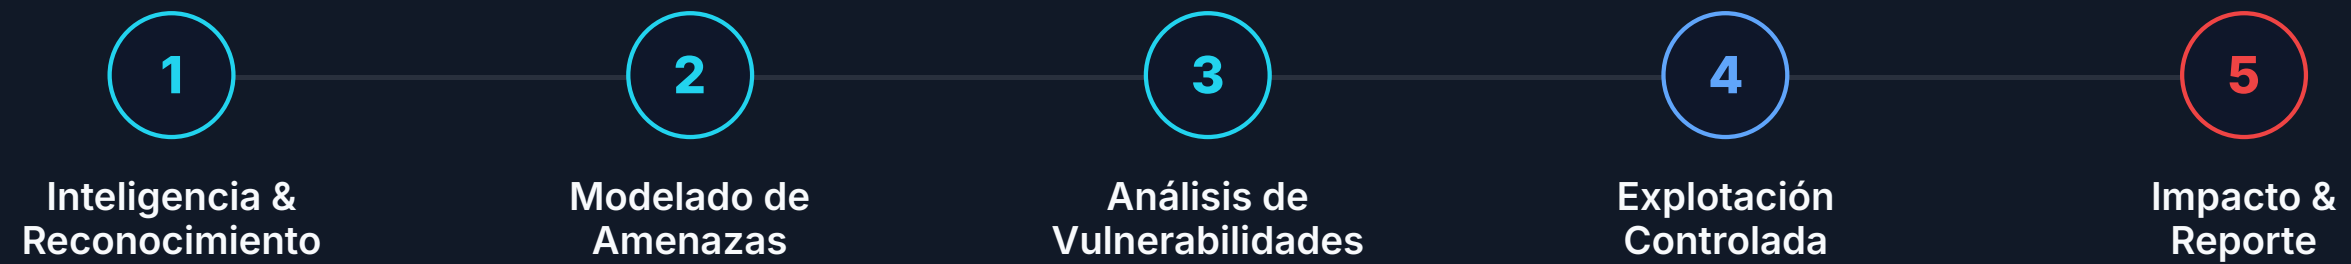 1
2
3
4
5
Inteligencia &
Reconocimiento
Modelado de
Amenazas
Análisis de
Vulnerabilidades
Explotación
Controlada
Impacto &
Reporte